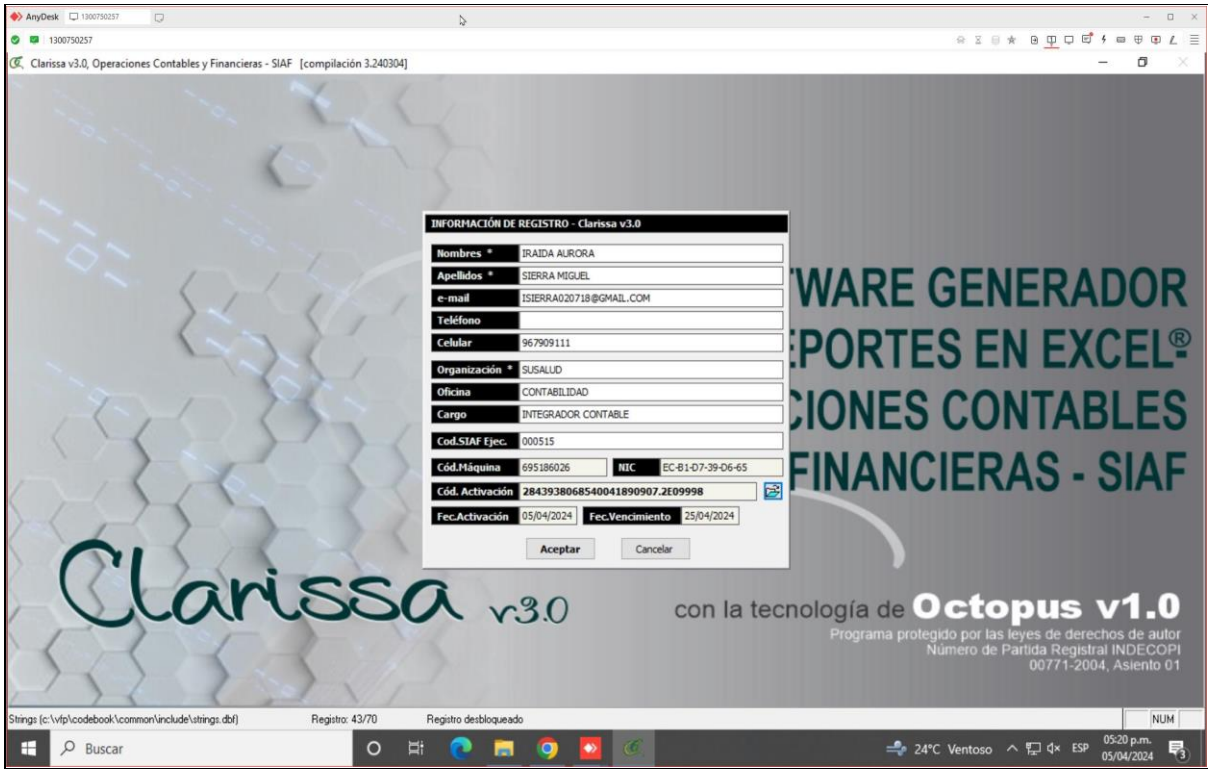 AnyDesk 1300750257
1300750257
Clarissa v3.0, Operaciones Contables y Financieras - SIAF [compilación 3.240304]
INFORMACIÓN DE REGISTRO - Clarissa v3.0
Nombres * IRAIDA AURORA
Apellidos * SIERRA MIGUEL
e-mail ISIERRA020718@GMAIL.COM
Teléfono
Celular 967909111
Organización * SUSALUD
Oficina CONTABILIDAD
Cargo INTEGRADOR CONTABLE
Cod.SIAF Ejec. 000515
Cód.Máquina 695186026 NIC EC-B1-D7-39-D6-65
Cód. Activación 2843938068540041890907.2E09998
Fec.Activación 05/04/2024 Fec.Vencimiento 25/04/2024
Aceptar Cancelar
WARE GENERADOR
EPORTES EN EXCEL®
CIONES CONTABLES
FINANCIERAS - SIAF
Clarissa v3.0
con la tecnología de Octopus v1.0
Programa protegido por las leyes de derechos de autor
Número de Partida Registral INDECOPI
00771-2004, Asiento 01
Strings (c:\vfp\codebook\common\include\strings.dbf) Registro: 43/70 Registro desbloqueado NUM
Buscar 24°C Ventoso ESP 05:20 p.m.
05/04/2024 3